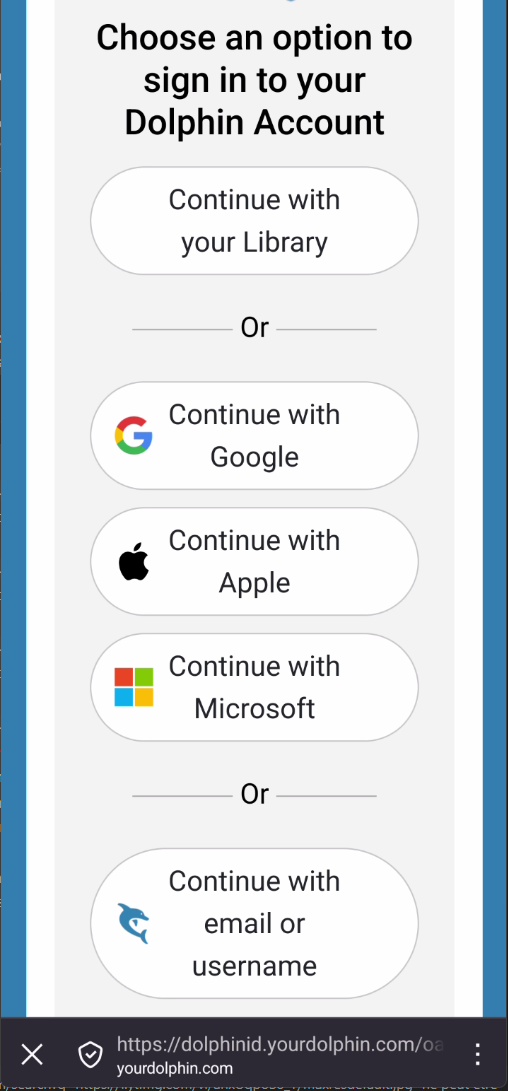 Choose an option to
sign in to your
Dolphin Account
Continue with
your Library
Or
Continue with
Google
Continue with
Apple
Continue with
Microsoft
Or
Continue with
email or
username
https://dolphinid.yourdolphin.com/oa
yourdolphin.com